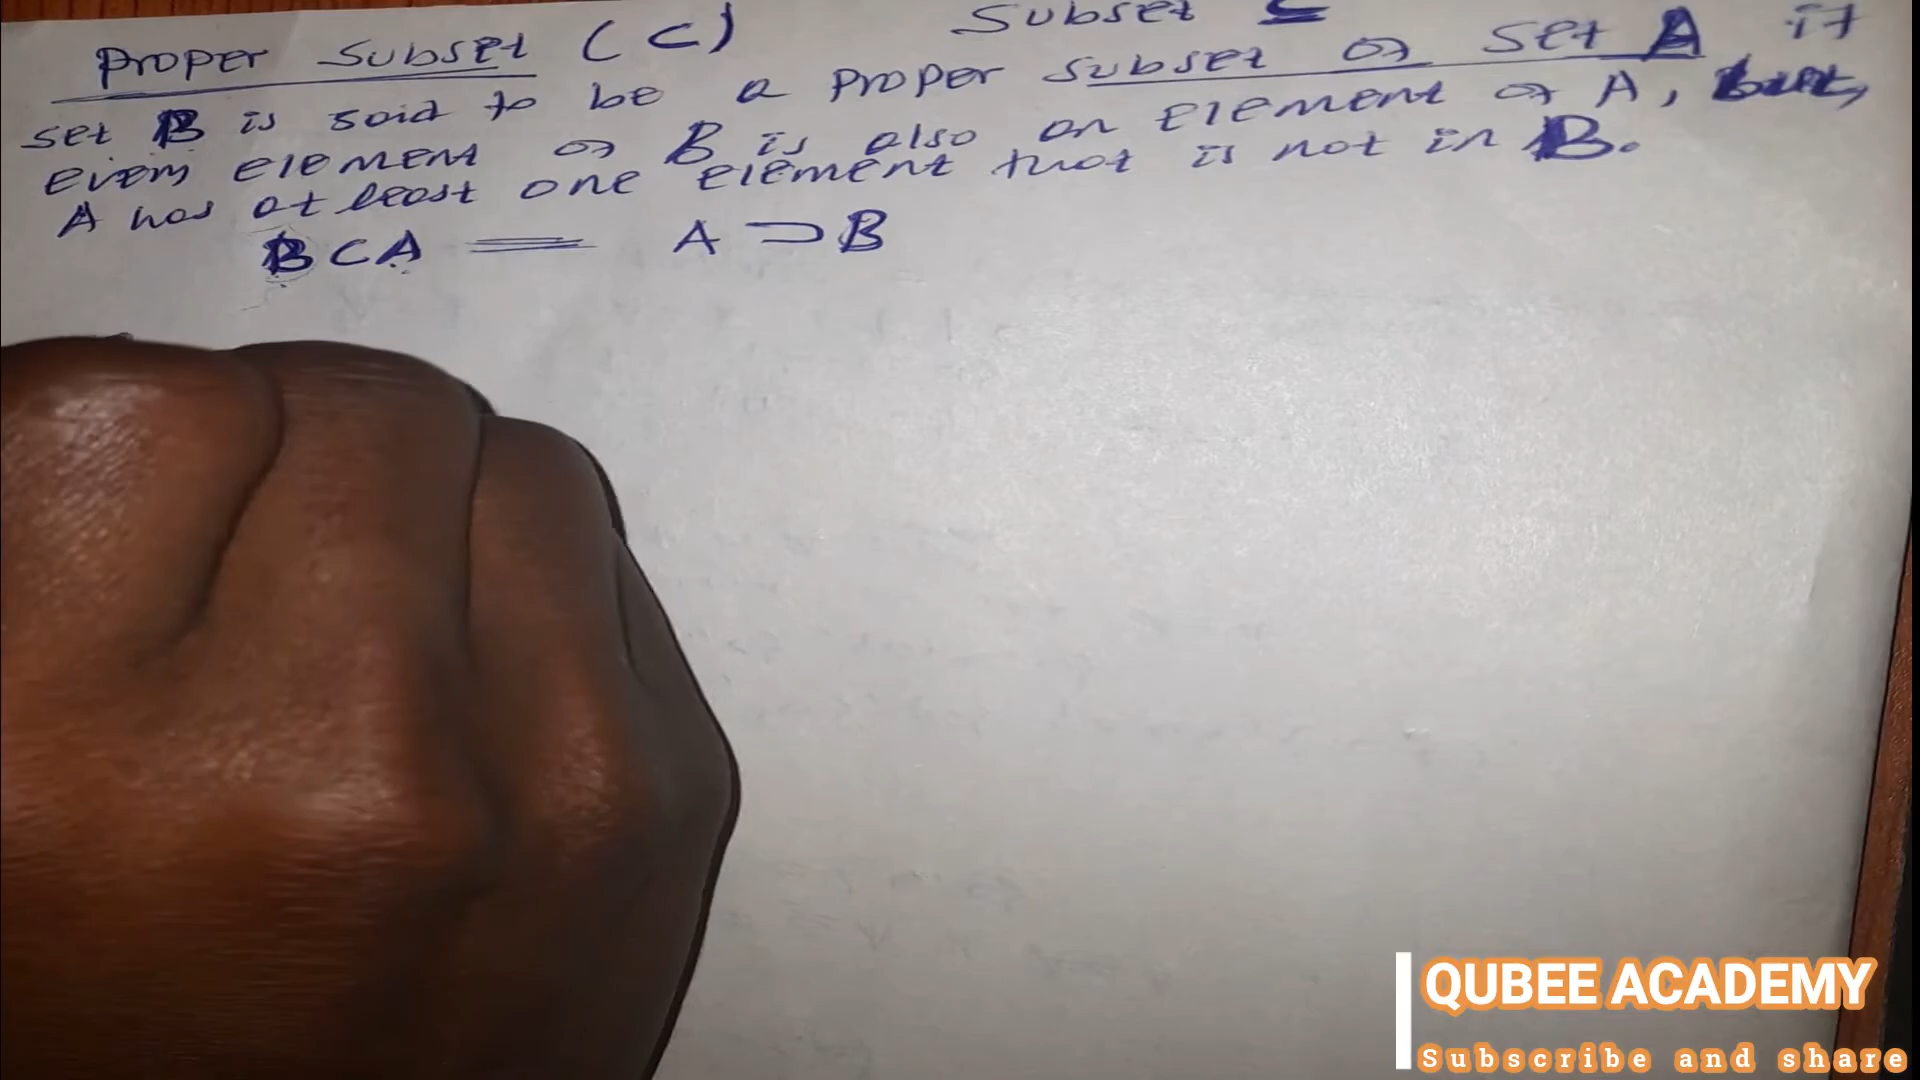 Proper Subset (⊂) Subset ⊆
Set B is said to be a Proper subset of Set A if
every element of B is also an element of A, but,
A has at least one element that is not in B.
B⊂A = A ⊃ B
QUBEE ACADEMY
Subscribe and share